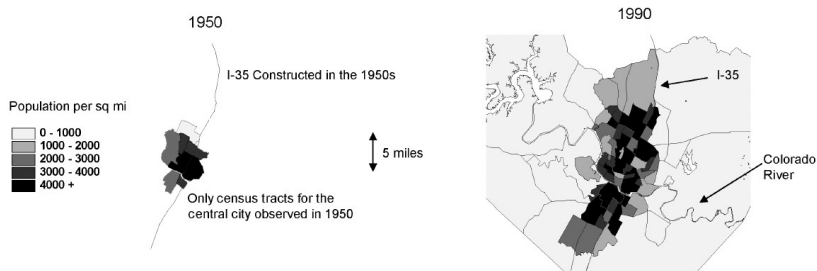 1950
1990
I-35 Constructed in the 1950s
I-35
Population per sq mi
0 - 1000
1000 - 2000
2000 - 3000
3000 - 4000
4000 +
5 miles
Only census tracts for the
central city observed in 1950
Colorado
River